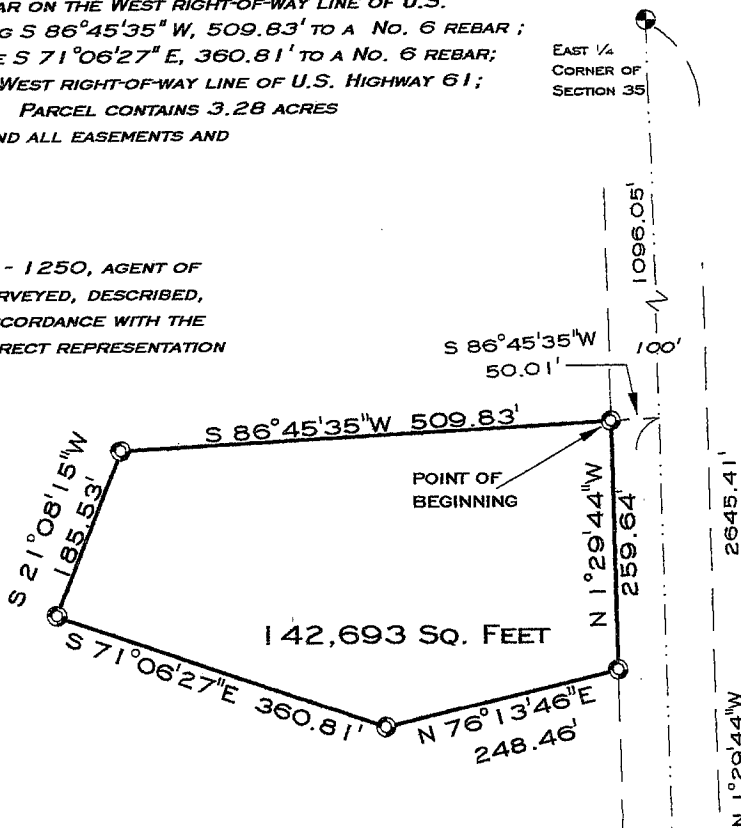 AR ON THE WEST RIGHT-OF-WAY LINE OF U.S.
G S 86°45'35" W, 509.83' TO A No. 6 REBAR ;
E S 71°06'27" E, 360.81' TO A No. 6 REBAR;
WEST RIGHT-OF-WAY LINE OF U.S. HIGHWAY 61;
PARCEL CONTAINS 3.28 ACRES
ND ALL EASEMENTS AND
EAST 1/4
CORNER OF
SECTION 35
- 1250, AGENT OF
RVEYED, DESCRIBED,
CCORDANCE WITH THE
RRECT REPRESENTATION
1096.05'
S 86°45'35"W
50.01'
100'
S 86°45'35"W 509.83'
POINT OF
BEGINNING
S 21°08'15"W
185.53'
N 1°29'44"W
259.64'
2645.41'
142,693 SQ. FEET
S 71°06'27"E 360.81'
N 76°13'46"E
248.46'
N 1°29'44"W